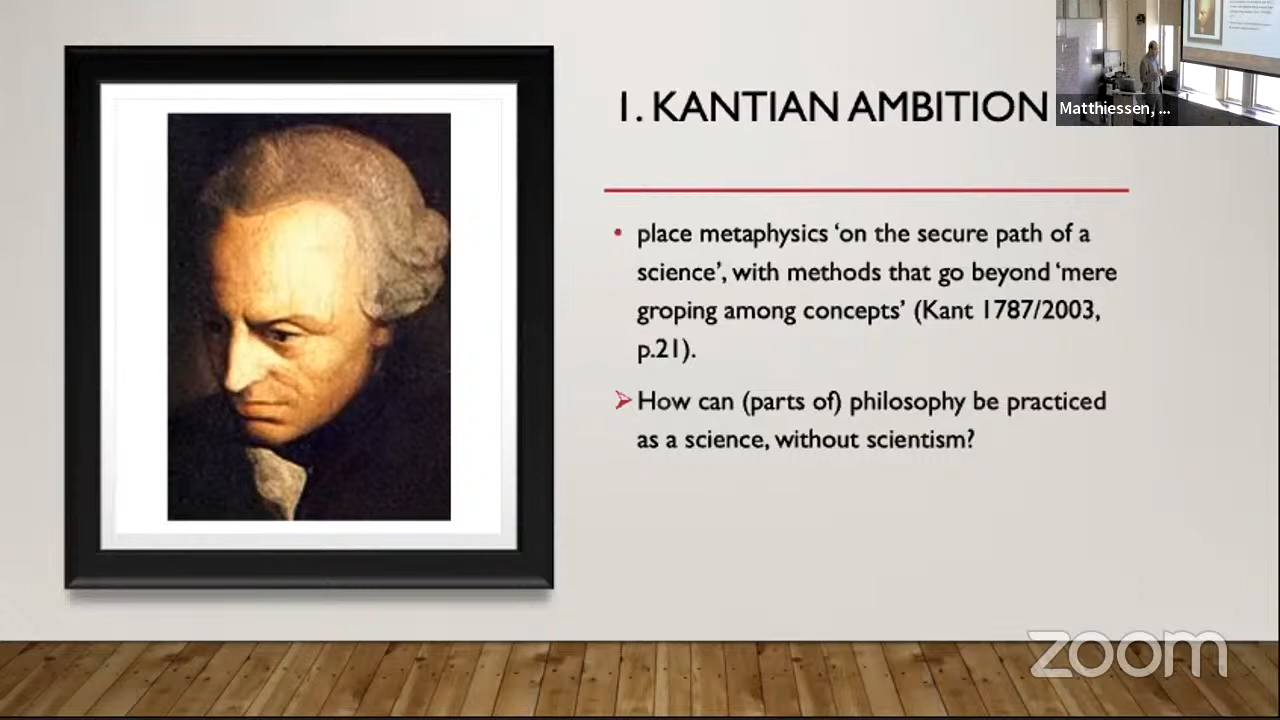 1. KANTIAN AMBITION
Matthiessen, ...
• place metaphysics ‘on the secure path of a
science’, with methods that go beyond ‘mere
groping among concepts’ (Kant 1787/2003,
p.21).
➢ How can (parts of) philosophy be practiced
as a science, without scientism?
zoom